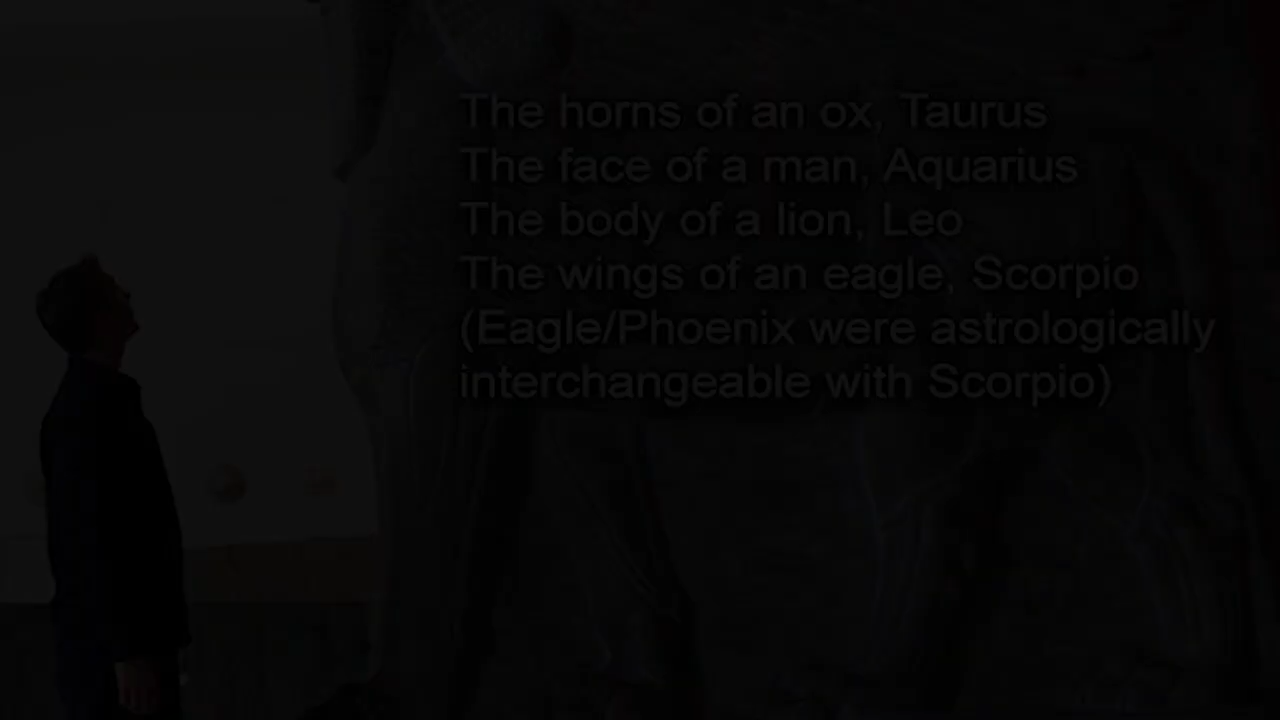 The horns of an ox, Taurus
The face of a man, Aquarius
The body of a lion, Leo
The wings of an eagle, Scorpio
(Eagle/Phoenix were astrologically
interchangeable with Scorpio)